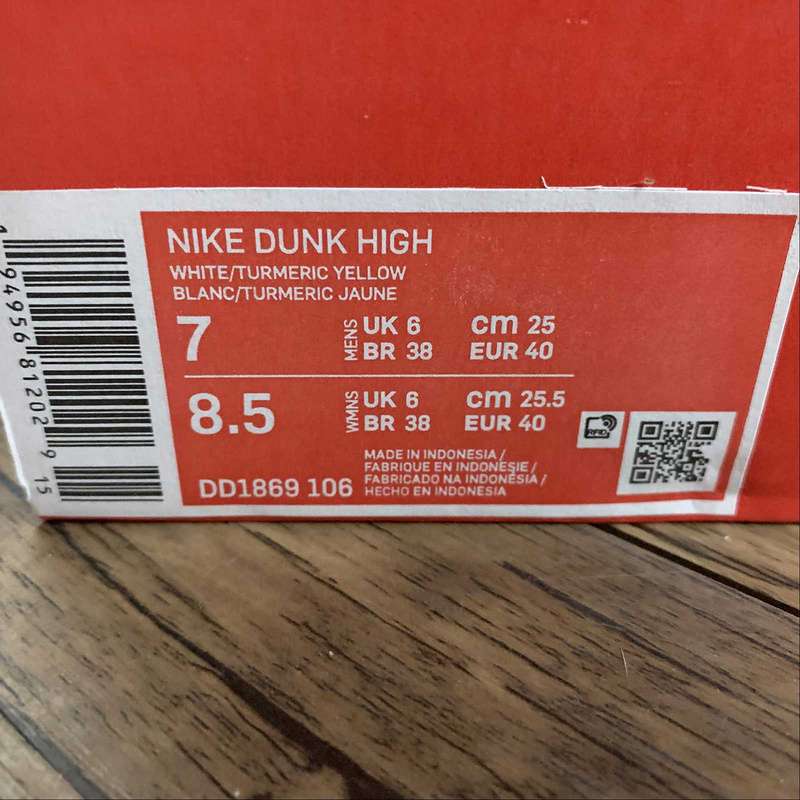 NIKE DUNK HIGH
WHITE/TURMERIC YELLOW
BLANC/TURMERIC JAUNE
7 MENS UK 6 cm 25
BR 38 EUR 40
8.5 WMNS UK 6 cm 25.5
BR 38 EUR 40
RFID
MADE IN INDONESIA /
FABRIQUE EN INDONESIE /
FABRICADO NA INDONÉSIA /
HECHO EN INDONESIA
DD1869 106
1 94956 81202 9 15